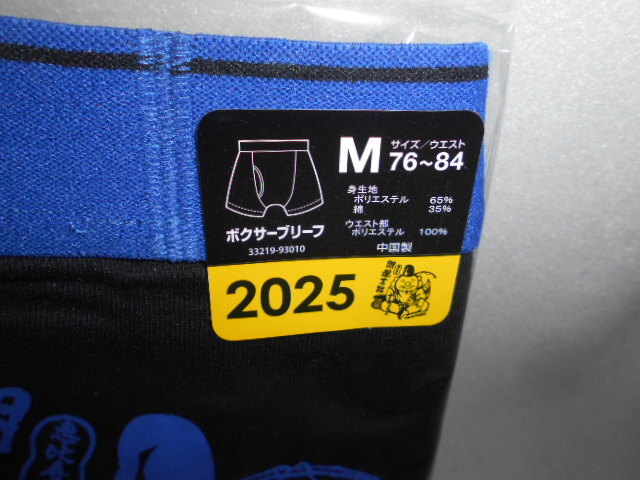 M サイズ/ウエスト
76~84
身生地
ポリエステル 65%
綿 35%
ウエスト部
ポリエステル 100%
中国製
ボクサーブリーフ
33219-93010
2025